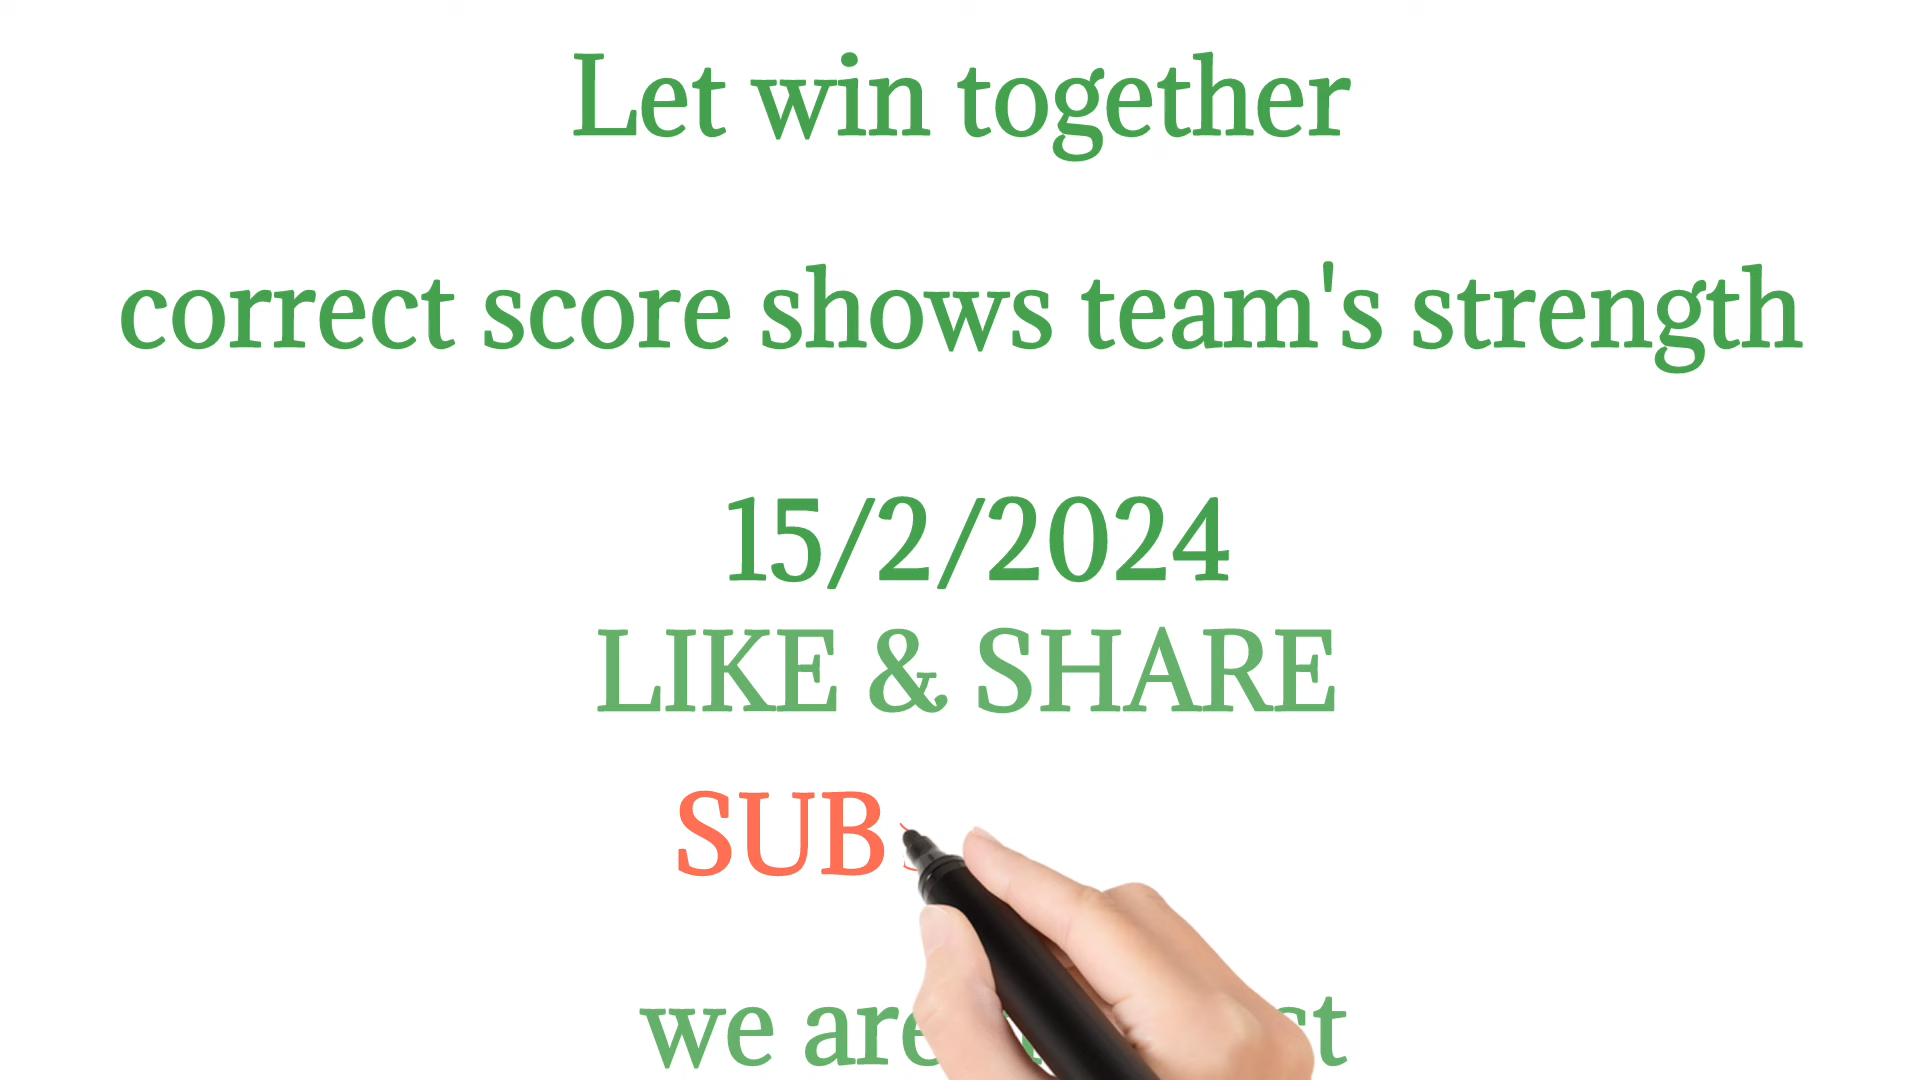 Let win together
correct score shows team's strength
15/2/2024
LIKE & SHARE
SUB
we are